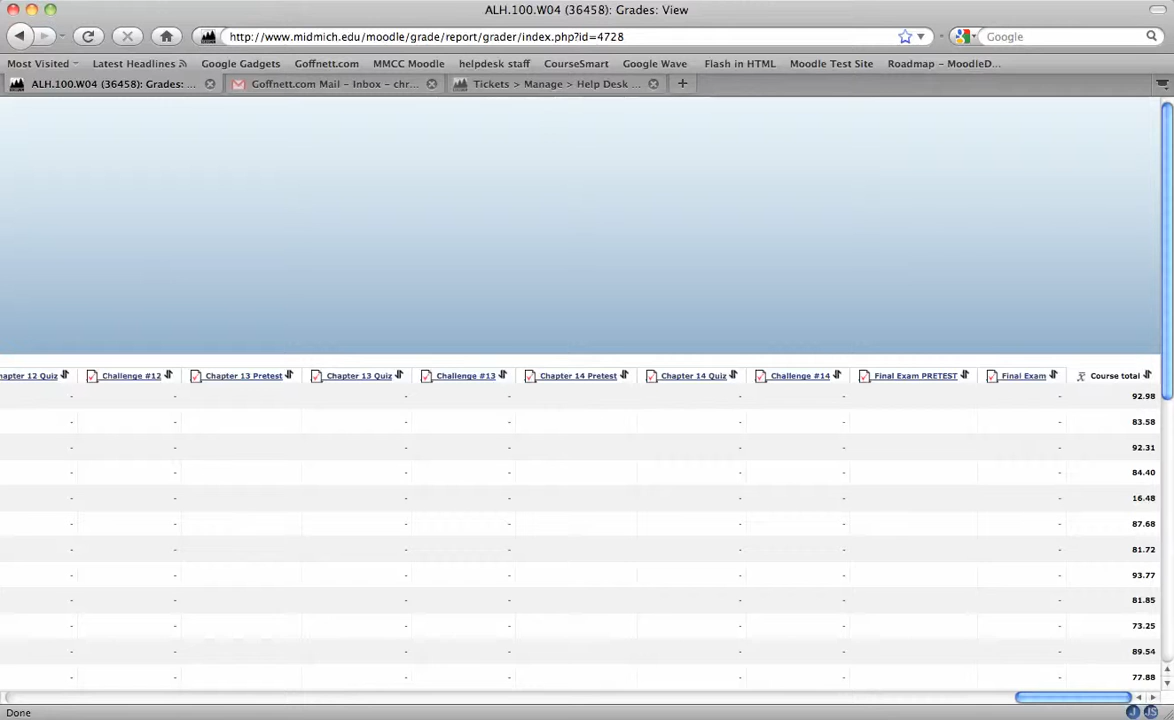 ALH.100.W04 (36458): Grades: View
http://www.midmich.edu/moodle/grade/report/grader/index.php?id=4728
Google
Most Visited Latest Headlines Google Gadgets Goffnett.com MMCC Moodle helpdesk staff CourseSmart Google Wave Flash in HTML Moodle Test Site Roadmap – MoodleD...
ALH.100.W04 (36458): Grades: ... Goffnett.com Mail – Inbox – chr... Tickets > Manage > Help Desk ...
hapter 12 Quiz Challenge #12 Chapter 13 Pretest Chapter 13 Quiz Challenge #13 Chapter 14 Pretest Chapter 14 Quiz Challenge #14 Final Exam PRETEST Final Exam Course total
- - - - - - - 92.98
- - - - - - - 83.58
- - - - - - - 92.31
- - - - - - - 84.40
- - - - - - - 16.48
- - - - - - - 87.68
- - - - - - - 81.72
- - - - - - - 93.77
- - - - - - - 81.85
- - - - - - - 73.25
- - - - - - - 89.54
- - - - - - - 77.88
Done